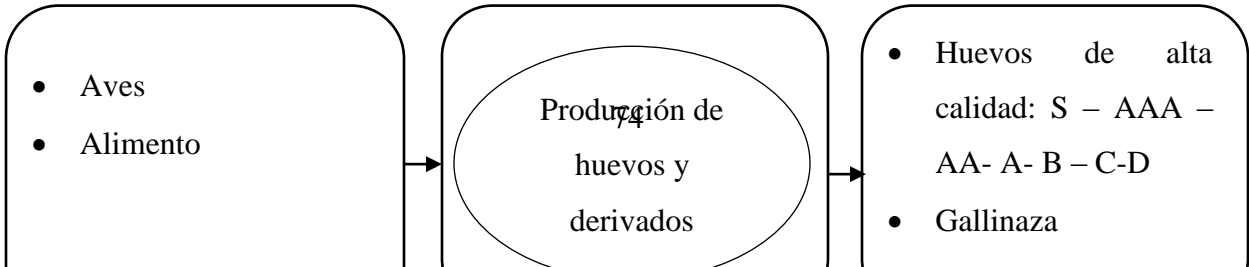 • Aves
• Alimento
Producción de
74
huevos y
derivados
• Huevos de alta
calidad: S – AAA –
AA- A- B – C-D
• Gallinaza